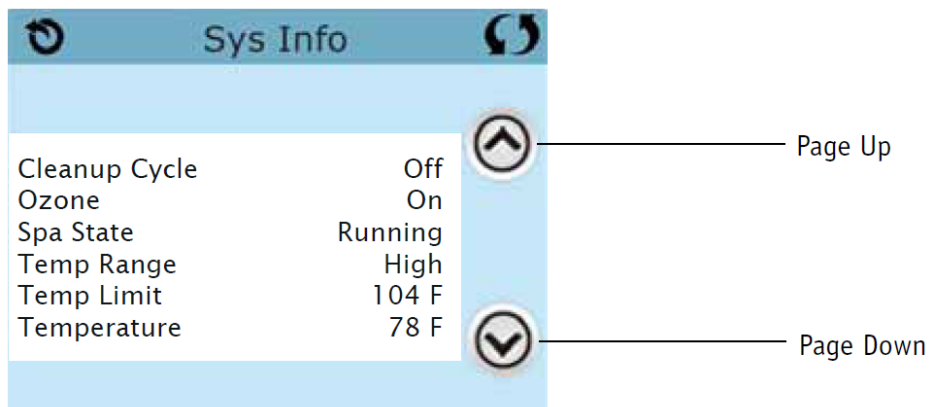 Sys Info
Cleanup Cycle Off
Ozone On
Spa State Running
Temp Range High
Temp Limit 104 F
Temperature 78 F
Page Up
Page Down